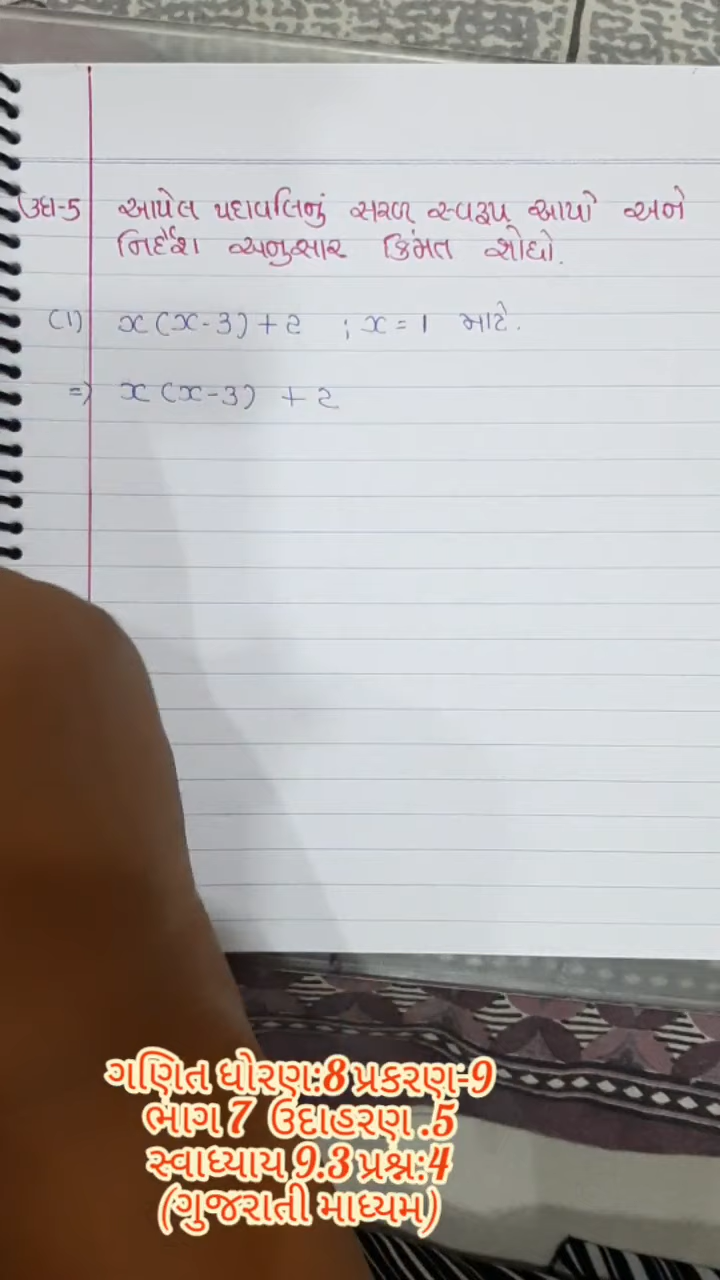 ઉદા-5 આપેલ પદાવલિનું સરળ સ્વરૂપ આપો અને
નિર્દેશ અનુસાર કિંમત શોધો.
(1) x(x-3)+2 ; x=1 માટે.
=) x(x-3) +2
ગણિત ધોરણ:8 પ્રકરણ-9
ભાગ 7 ઉદાહરણ .5
સ્વાધ્યાય 9.3 પ્રશ્ન:4
(ગુજરાતી માધ્યમ)